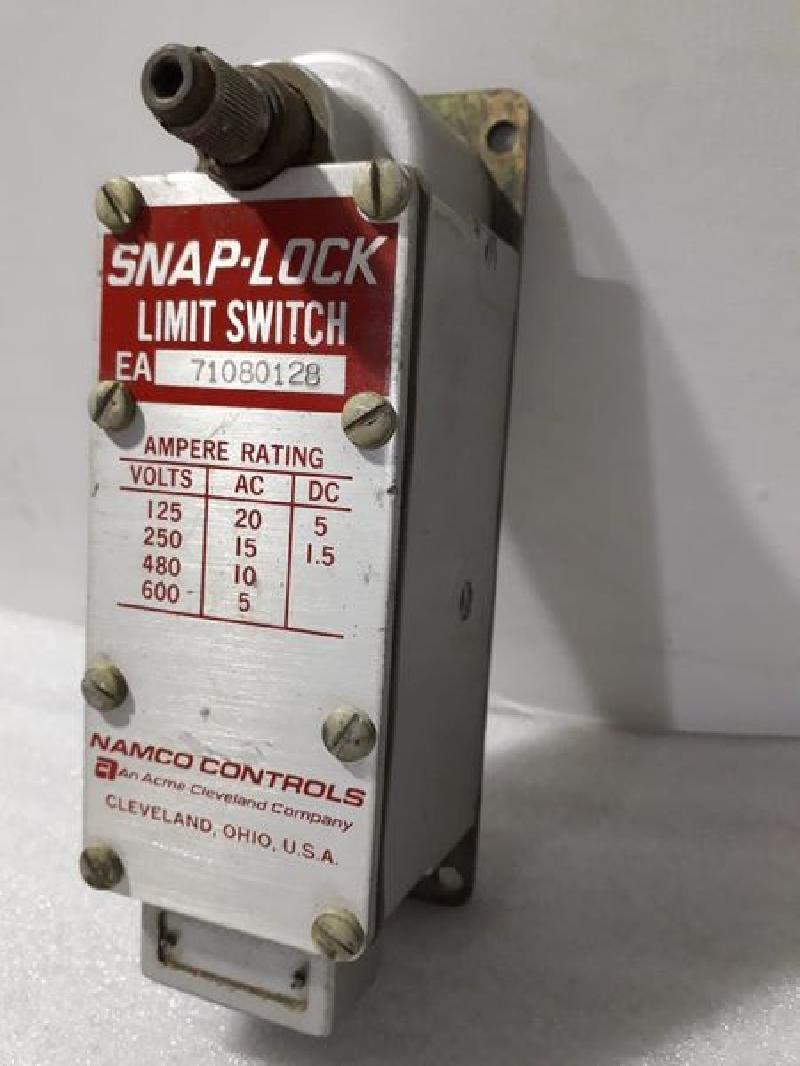 SNAP-LOCK
LIMIT SWITCH
EA 71080128
AMPERE RATING
VOLTS AC DC
125 20 5
250 15 1.5
480 10
600 5
NAMCO CONTROLS
a An Acme Cleveland Company
CLEVELAND, OHIO, U.S.A.